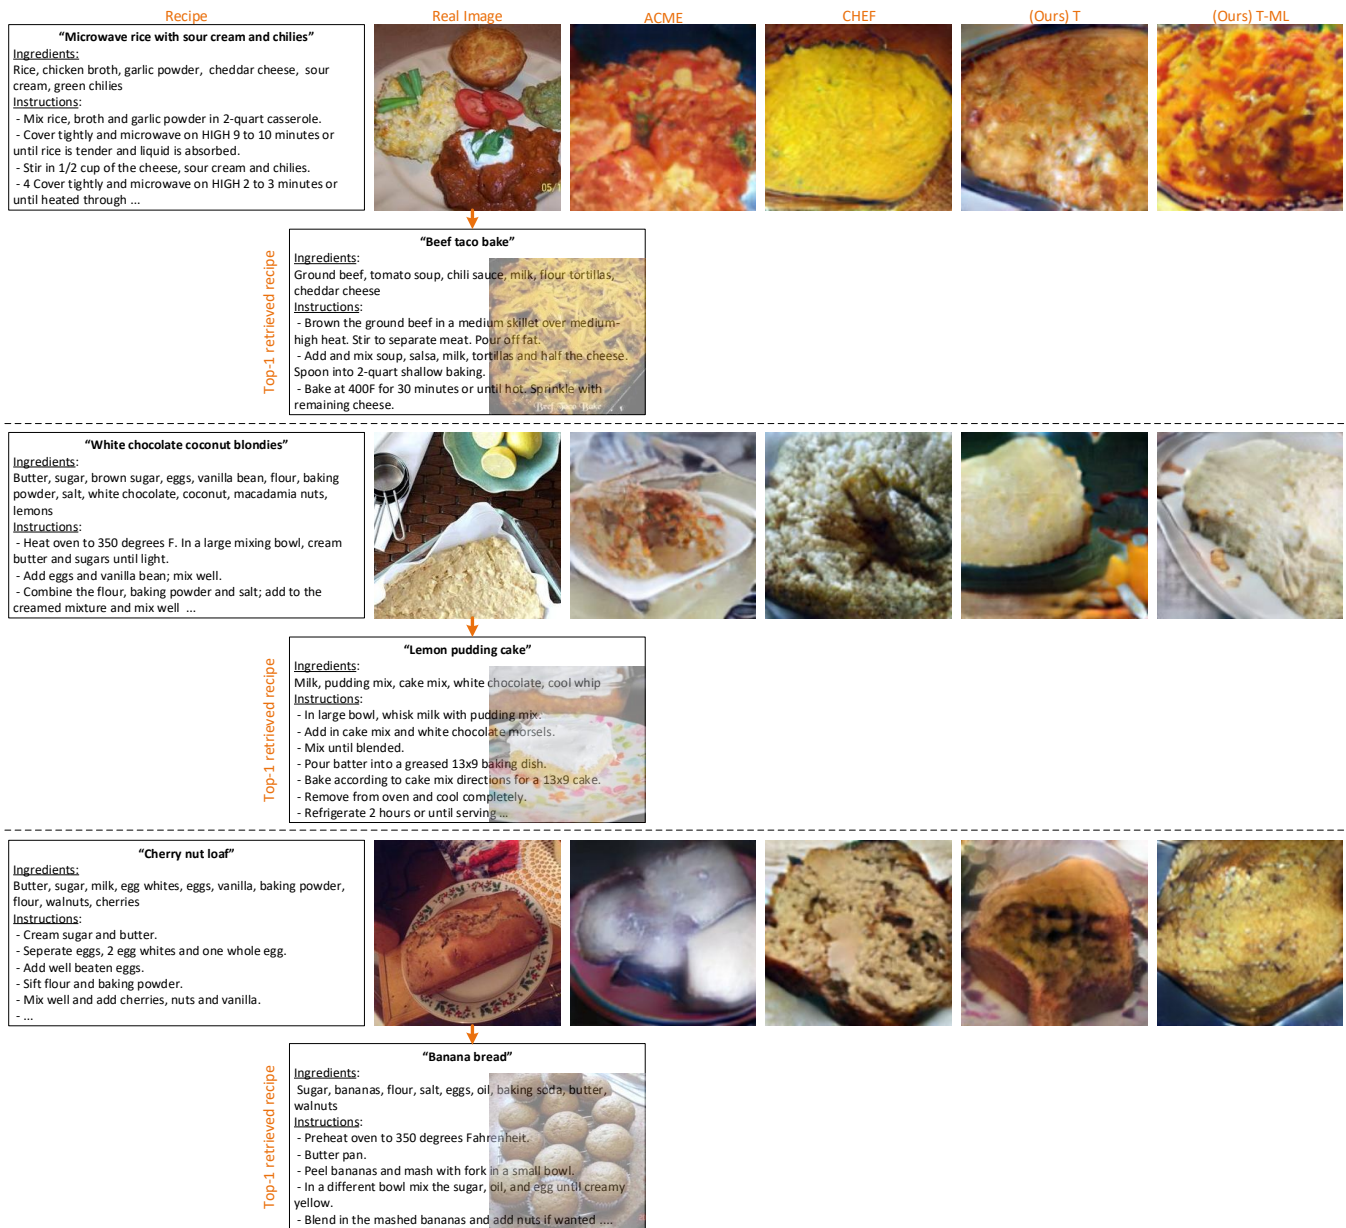 Recipe
Real Image
ACME
CHEF
(Ours) T
(Ours) T-ML
“Microwave rice with sour cream and chilies”
Ingredients:
Rice, chicken broth, garlic powder, cheddar cheese, sour
cream, green chilies
Instructions:
- Mix rice, broth and garlic powder in 2-quart casserole.
- Cover tightly and microwave on HIGH 9 to 10 minutes or
until rice is tender and liquid is absorbed.
- Stir in 1/2 cup of the cheese, sour cream and chilies.
- 4 Cover tightly and microwave on HIGH 2 to 3 minutes or
until heated through ...
05/1
Top-1 retrieved recipe
“Beef taco bake”
Ingredients:
Ground beef, tomato soup, chili sauce, milk, flour tortillas,
cheddar cheese
Instructions:
- Brown the ground beef in a medium skillet over medium-
high heat. Stir to separate meat. Pour off fat.
- Add and mix soup, salsa, milk, tortillas and half the cheese.
Spoon into 2-quart shallow baking.
- Bake at 400F for 30 minutes or until hot. Sprinkle with
remaining cheese.
Beef Taco Bake
“White chocolate coconut blondies”
Ingredients:
Butter, sugar, brown sugar, eggs, vanilla bean, flour, baking
powder, salt, white chocolate, coconut, macadamia nuts,
lemons
Instructions:
- Heat oven to 350 degrees F. In a large mixing bowl, cream
butter and sugars until light.
- Add eggs and vanilla bean; mix well.
- Combine the flour, baking powder and salt; add to the
creamed mixture and mix well ...
Top-1 retrieved recipe
“Lemon pudding cake”
Ingredients:
Milk, pudding mix, cake mix, white chocolate, cool whip
Instructions:
- In large bowl, whisk milk with pudding mix.
- Add in cake mix and white chocolate morsels.
- Mix until blended.
- Pour batter into a greased 13x9 baking dish.
- Bake according to cake mix directions for a 13x9 cake.
- Remove from oven and cool completely.
- Refrigerate 2 hours or until serving ...
“Cherry nut loaf”
Ingredients:
Butter, sugar, milk, egg whites, eggs, vanilla, baking powder,
flour, walnuts, cherries
Instructions:
- Cream sugar and butter.
- Seperate eggs, 2 egg whites and one whole egg.
- Add well beaten eggs.
- Sift flour and baking powder.
- Mix well and add cherries, nuts and vanilla.
- ...
Top-1 retrieved recipe
“Banana bread”
Ingredients:
Sugar, bananas, flour, salt, eggs, oil, baking soda, butter,
walnuts
Instructions:
- Preheat oven to 350 degrees Fahrenheit.
- Butter pan.
- Peel bananas and mash with fork in a small bowl.
- In a different bowl mix the sugar, oil, and egg until creamy
yellow.
- Blend in the mashed bananas and add nuts if wanted ....